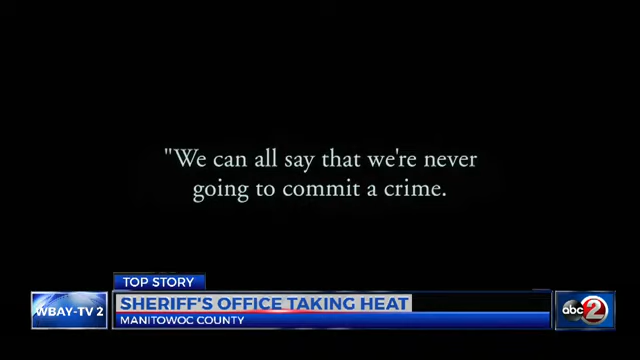 "We can all say that we're never
going to commit a crime.
TOP STORY
SHERIFF'S OFFICE TAKING HEAT
WBAY-TV 2
MANITOWOC COUNTY
abc 2